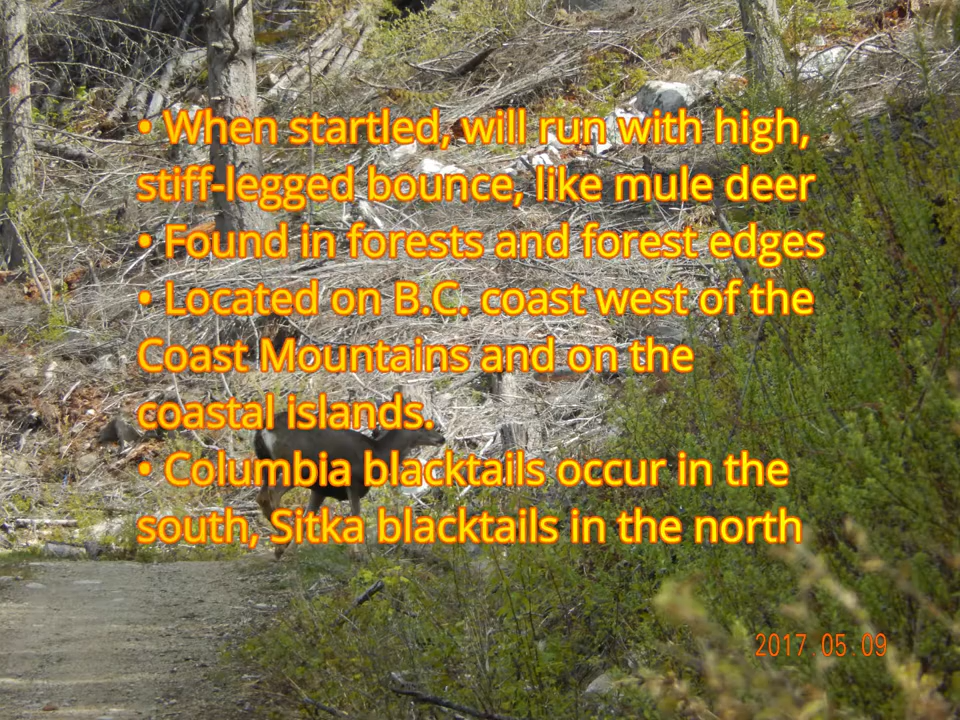 • When startled, will run with high,
stiff-legged bounce, like mule deer
• Found in forests and forest edges
• Located on B.C. coast west of the
Coast Mountains and on the
coastal islands.
• Columbia blacktails occur in the
south, Sitka blacktails in the north
2017 05 09